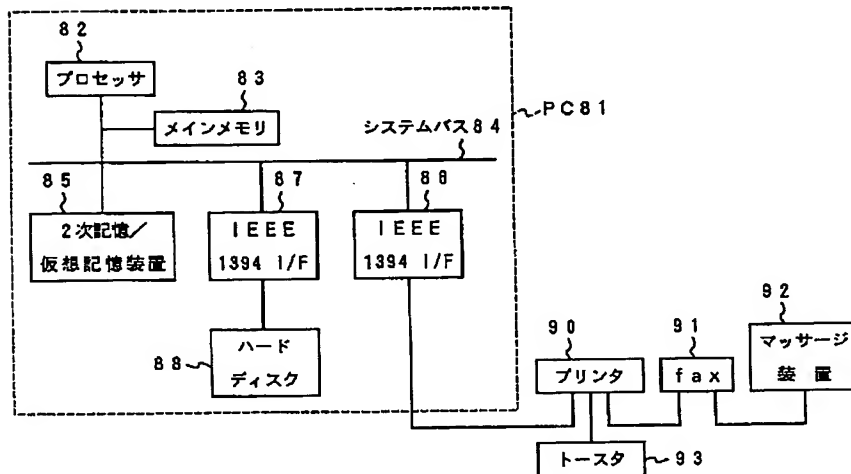 82
プロセッサ
83
メインメモリ
システムバス84
PC81
85
2次記憶/
仮想記憶装置
87
IEEE
1394 I/F
86
IEEE
1394 I/F
88
ハード
ディスク
90
プリンタ
91
fax
92
マッサージ
装置
トースタ
93